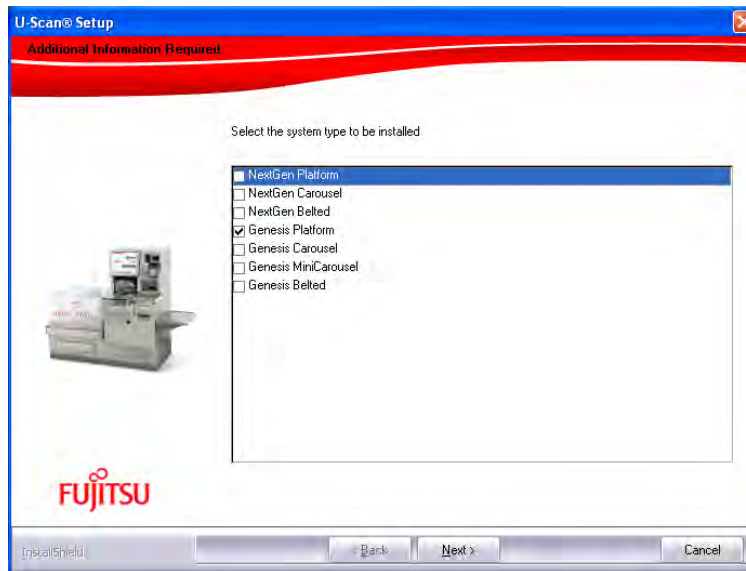 U-Scan® Setup
Additional Information Required
Select the system type to be installed
NextGen Platform
NextGen Carousel
NextGen Belted
Genesis Platform
Genesis Carousel
Genesis MiniCarousel
Genesis Belted
FUJITSU
InstallShield
< Back
Next >
Cancel